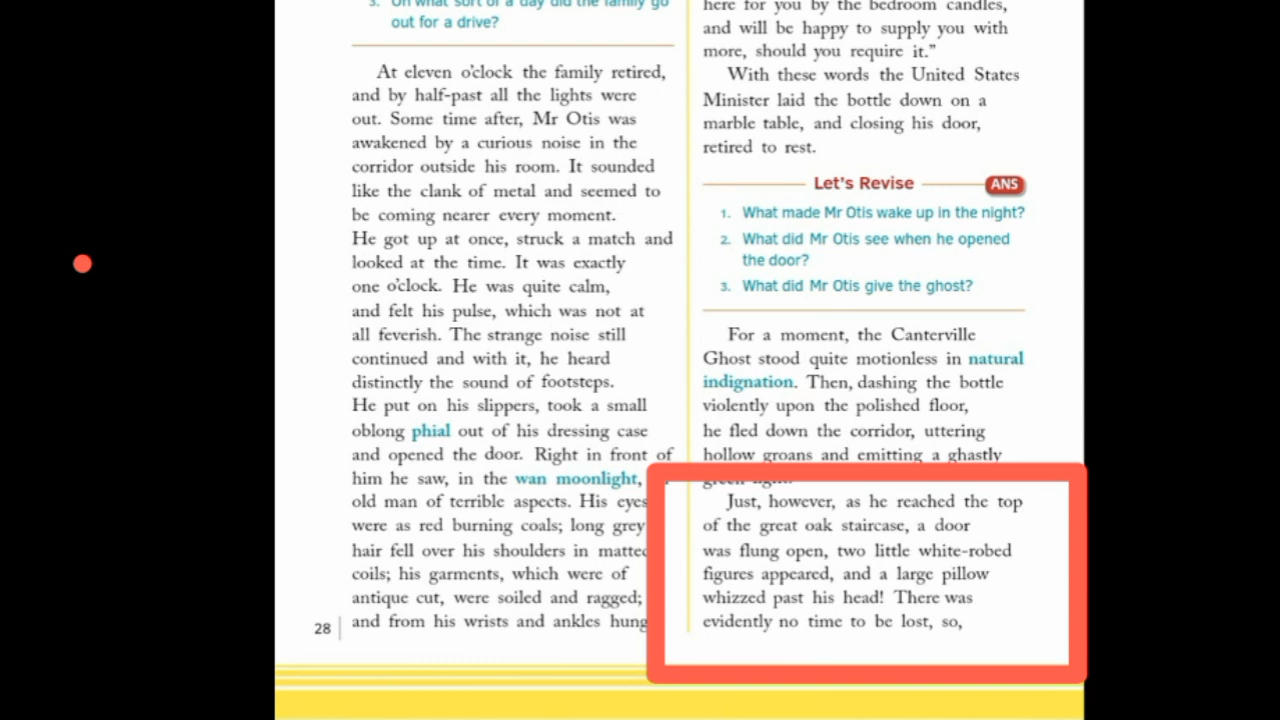 3. On what sort of a day did the family go
out for a drive?
At eleven o'clock the family retired,
and by half-past all the lights were
out. Some time after, Mr Otis was
awakened by a curious noise in the
corridor outside his room. It sounded
like the clank of metal and seemed to
be coming nearer every moment.
He got up at once, struck a match and
looked at the time. It was exactly
one o'clock. He was quite calm,
and felt his pulse, which was not at
all feverish. The strange noise still
continued and with it, he heard
distinctly the sound of footsteps.
He put on his slippers, took a small
oblong phial out of his dressing case
and opened the door. Right in front of
him he saw, in the wan moonlight,
old man of terrible aspects. His eyes
were as red burning coals; long grey
hair fell over his shoulders in matted
coils; his garments, which were of
antique cut, were soiled and ragged;
and from his wrists and ankles hung
28
here for you by the bedroom candles,
and will be happy to supply you with
more, should you require it."
With these words the United States
Minister laid the bottle down on a
marble table, and closing his door,
retired to rest.
Let's Revise ANS
1. What made Mr Otis wake up in the night?
2. What did Mr Otis see when he opened
the door?
3. What did Mr Otis give the ghost?
For a moment, the Canterville
Ghost stood quite motionless in natural
indignation. Then, dashing the bottle
violently upon the polished floor,
he fled down the corridor, uttering
hollow groans and emitting a ghastly
green light.
Just, however, as he reached the top
of the great oak staircase, a door
was flung open, two little white-robed
figures appeared, and a large pillow
whizzed past his head! There was
evidently no time to be lost, so,